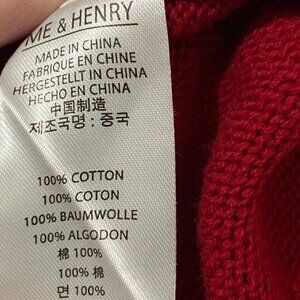 ME & HENRY
MADE IN CHINA
FABRIQUE EN CHINE
HERGESTELLT IN CHINA
HECHO EN CHINA
中国制造
제조국명 : 중국
100% COTTON
100% COTON
100% BAUMWOLLE
100% ALGODON
棉 100%
100% 棉
면 100%